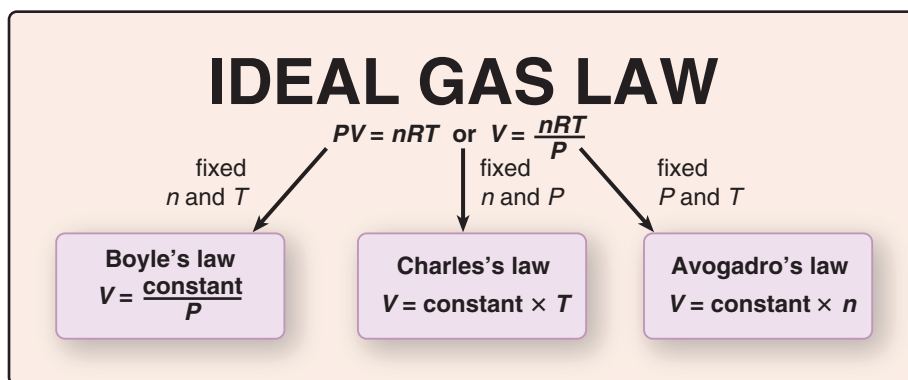 IDEAL GAS LAW
PV = nRT or V = nRT/P
fixed
n and T
fixed
n and P
fixed
P and T
Boyle's law
V = constant/P
Charles's law
V = constant × T
Avogadro's law
V = constant × n